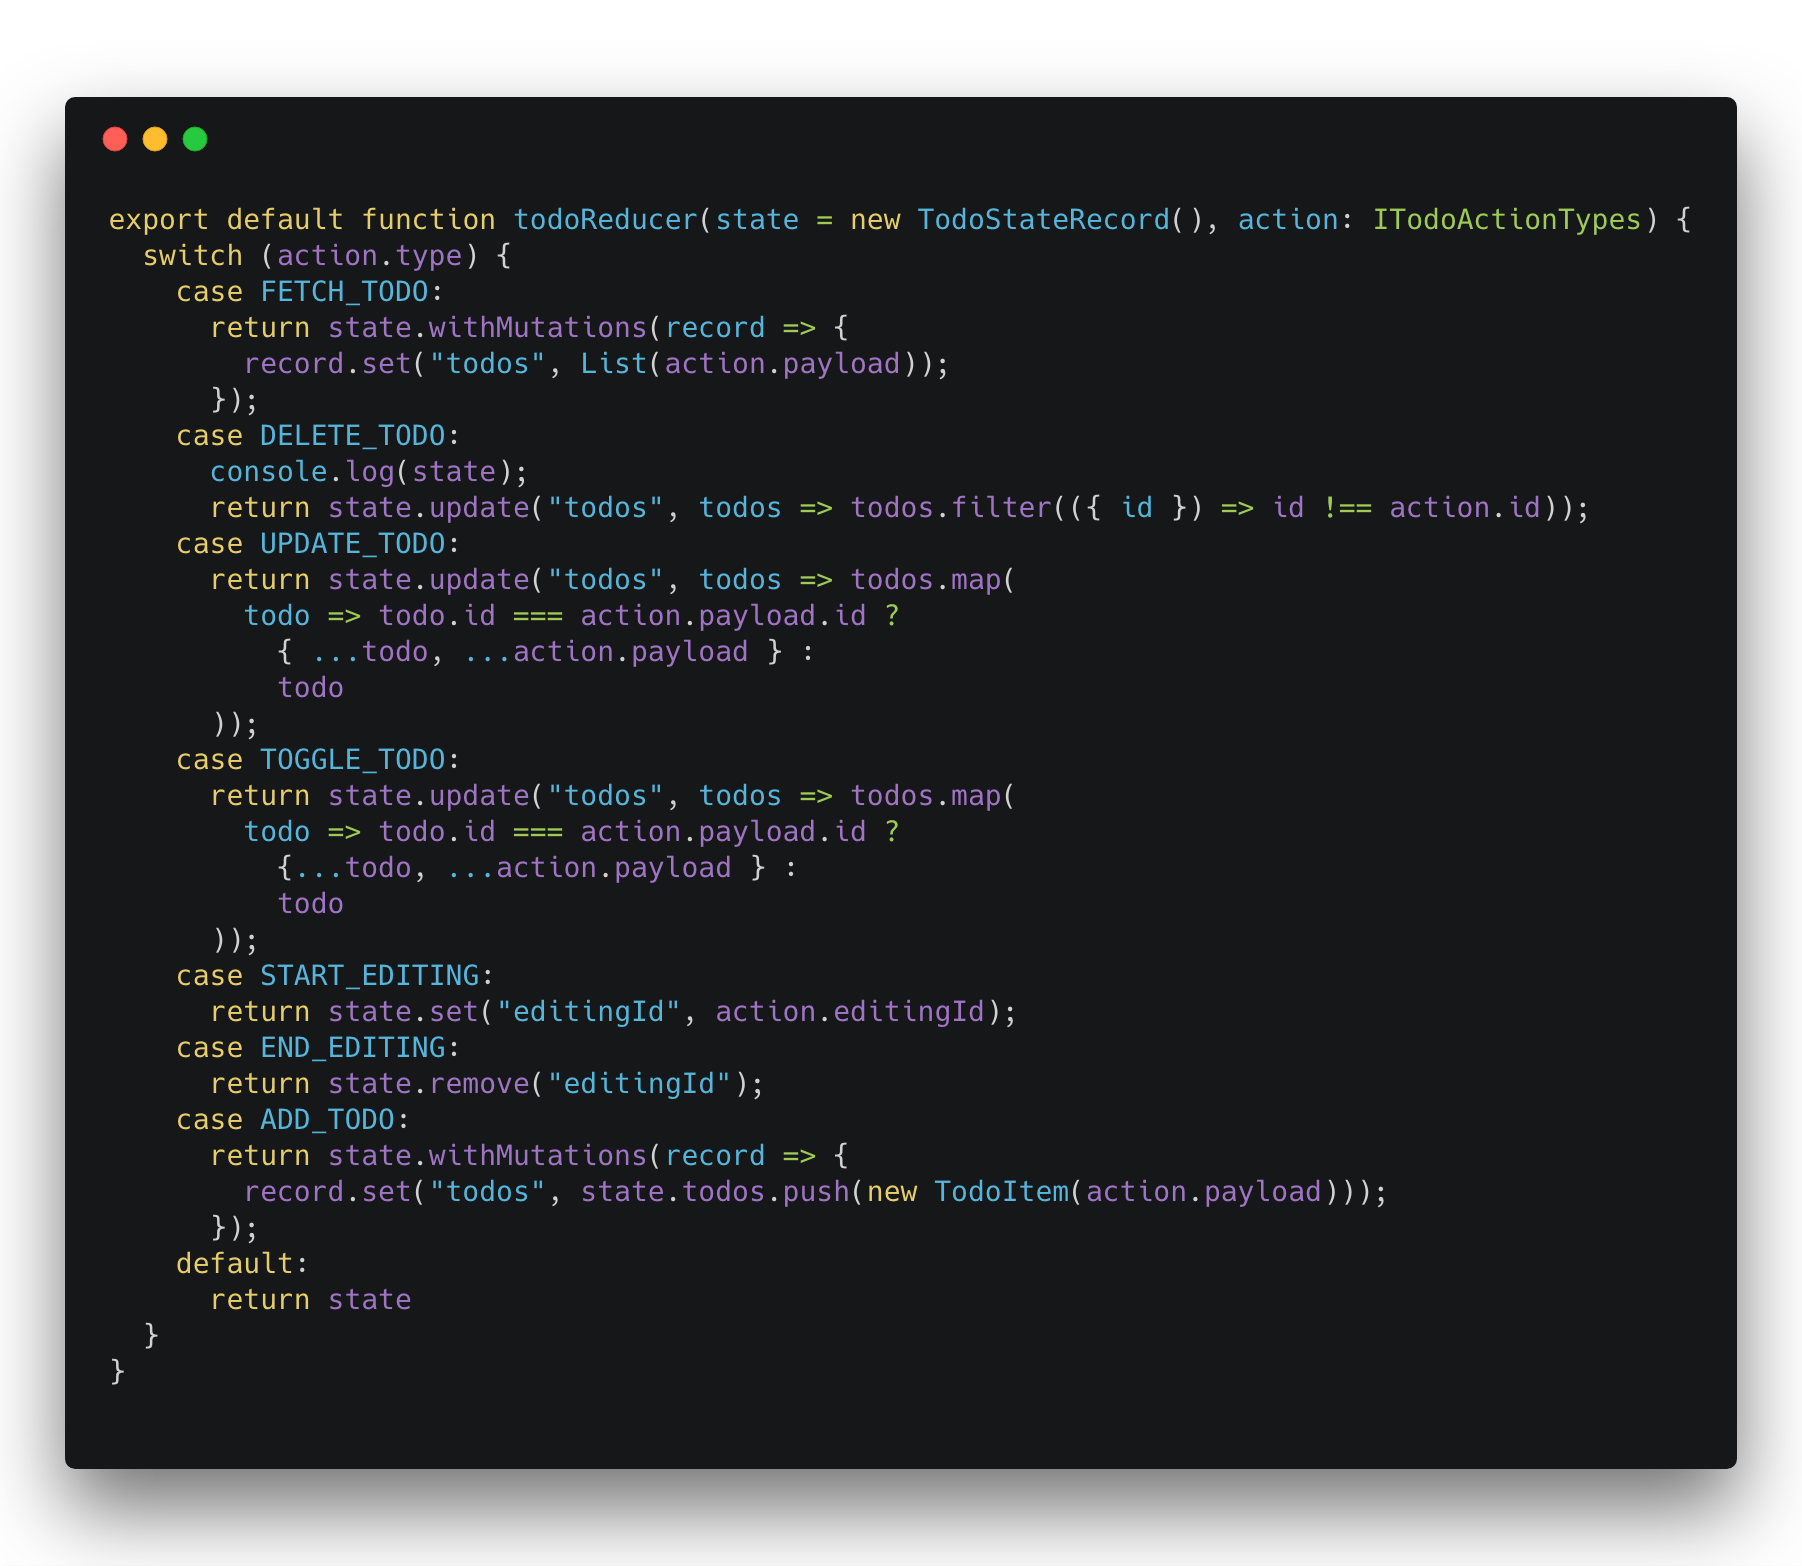 export default function todoReducer(state = new TodoStateRecord(), action: ITodoActionTypes) {
  switch (action.type) {
    case FETCH_TODO:
      return state.withMutations(record => {
        record.set("todos", List(action.payload));
      });
    case DELETE_TODO:
      console.log(state);
      return state.update("todos", todos => todos.filter(({ id }) => id !== action.id));
    case UPDATE_TODO:
      return state.update("todos", todos => todos.map(
        todo => todo.id === action.payload.id ?
          { ...todo, ...action.payload } :
          todo
      ));
    case TOGGLE_TODO:
      return state.update("todos", todos => todos.map(
        todo => todo.id === action.payload.id ?
          {...todo, ...action.payload } :
          todo
      ));
    case START_EDITING:
      return state.set("editingId", action.editingId);
    case END_EDITING:
      return state.remove("editingId");
    case ADD_TODO:
      return state.withMutations(record => {
        record.set("todos", state.todos.push(new TodoItem(action.payload)));
      });
    default:
      return state
  }
}